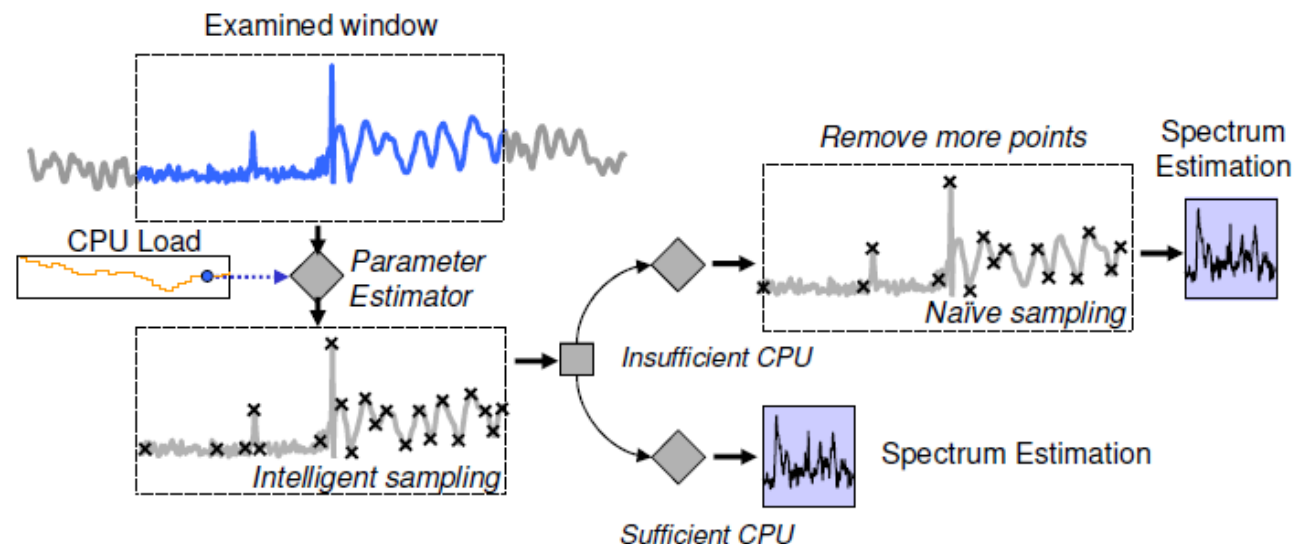 Examined window
CPU Load
Parameter
Estimator
Intelligent sampling
Insufficient CPU
Sufficient CPU
Remove more points
Naïve sampling
Spectrum
Estimation
Spectrum Estimation